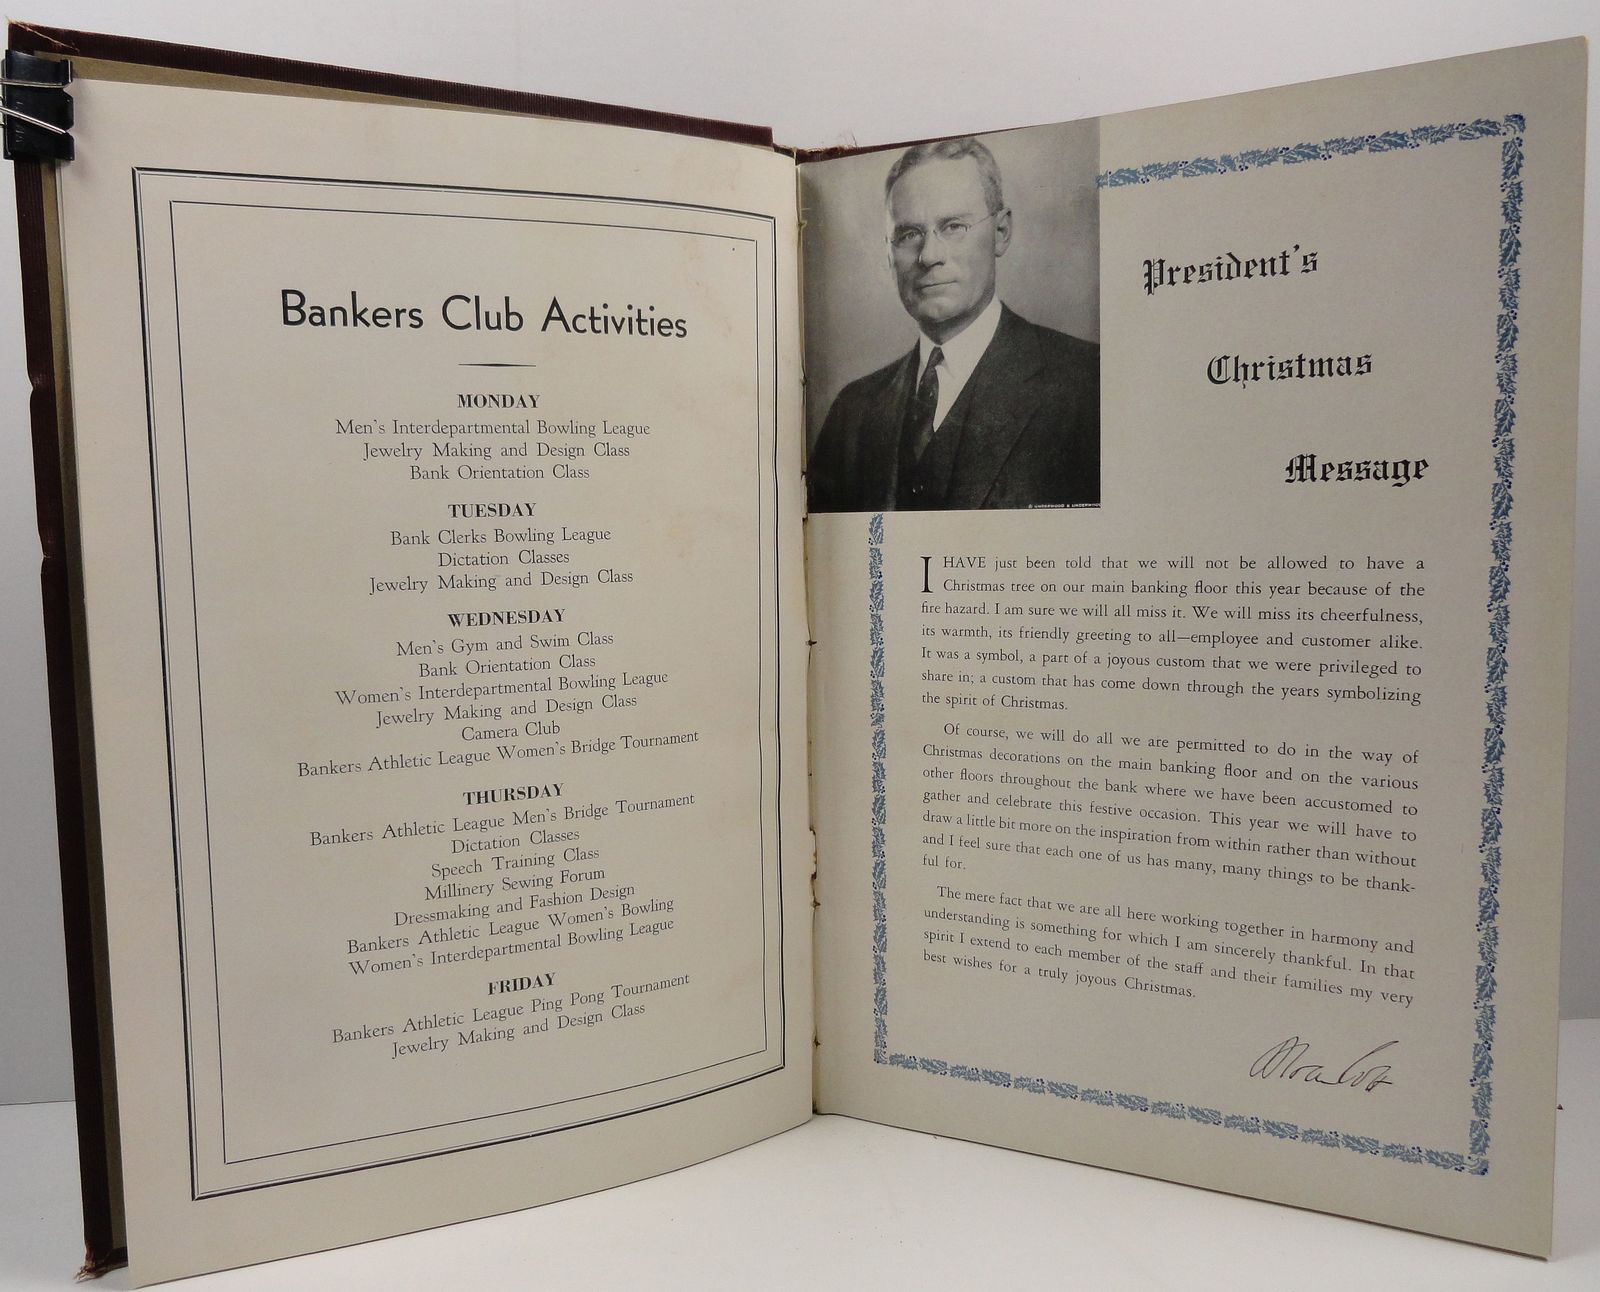 Bankers Club Activities
MONDAY
Men's Interdepartmental Bowling League
Jewelry Making and Design Class
Bank Orientation Class
TUESDAY
Bank Clerks Bowling League
Dictation Classes
Jewelry Making and Design Class
WEDNESDAY
Men's Gym and Swim Class
Bank Orientation Class
Women's Interdepartmental Bowling League
Jewelry Making and Design Class
Camera Club
Bankers Athletic League Women's Bridge Tournament
THURSDAY
Bankers Athletic League Men's Bridge Tournament
Dictation Classes
Speech Training Class
Millinery Sewing Forum
Dressmaking and Fashion Design
Bankers Athletic League Women's Bowling
Women's Interdepartmental Bowling League
FRIDAY
Bankers Athletic League Ping Pong Tournament
Jewelry Making and Design Class
© UNDERWOOD & UNDERWOOD
President's
Christmas
Message
I HAVE just been told that we will not be allowed to have a
Christmas tree on our main banking floor this year because of the
fire hazard. I am sure we will all miss it. We will miss its cheerfulness,
its warmth, its friendly greeting to all—employee and customer alike.
It was a symbol, a part of a joyous custom that we were privileged to
share in; a custom that has come down through the years symbolizing
the spirit of Christmas.
Of course, we will do all we are permitted to do in the way of
Christmas decorations on the main banking floor and on the various
other floors throughout the bank where we have been accustomed to
gather and celebrate this festive occasion. This year we will have to
draw a little bit more on the inspiration from within rather than without
and I feel sure that each one of us has many, many things to be thank-
ful for.
The mere fact that we are all here working together in harmony and
understanding is something for which I am sincerely thankful. In that
spirit I extend to each member of the staff and their families my very
best wishes for a truly joyous Christmas.